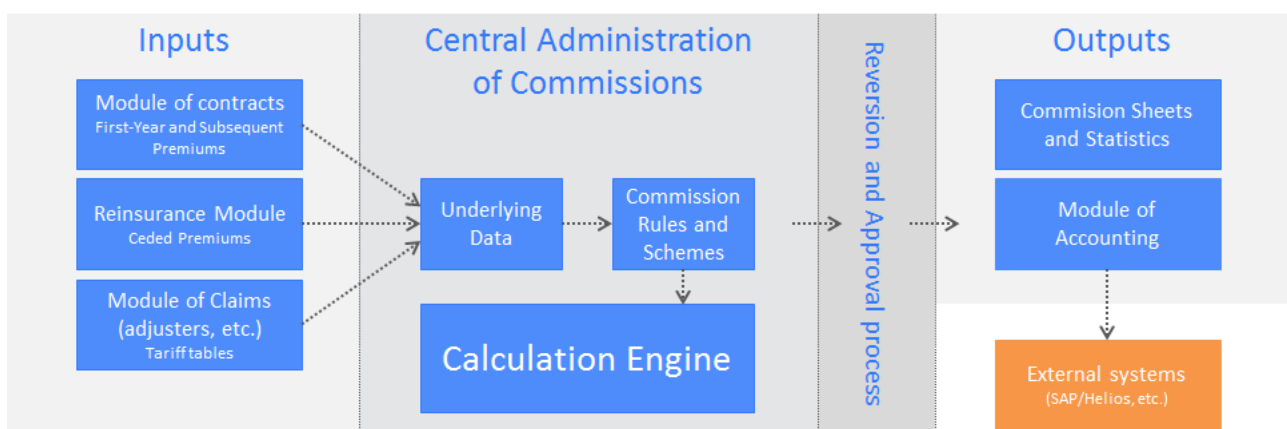 Inputs
Module of contracts
First-Year and Subsequent
Premiums
Reinsurance Module
Ceded Premiums
Module of Claims
(adjusters, etc.)
Tariff tables
Central Administration
of Commissions
Underlying
Data
Commission
Rules and
Schemes
Calculation Engine
Reversion and Approval process
Outputs
Commision Sheets
and Statistics
Module of
Accounting
External systems
(SAP/Helios, etc.)